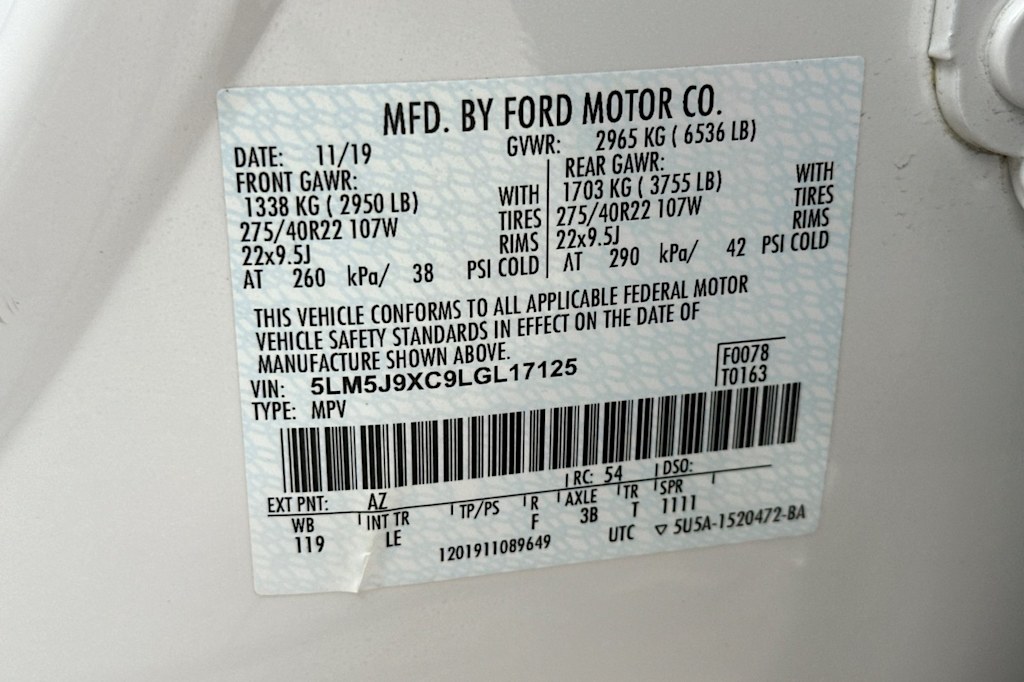 MFD. BY FORD MOTOR CO.
DATE: 11/19
GVWR: 2965 KG ( 6536 LB)
FRONT GAWR:
1338 KG ( 2950 LB) WITH
275/40R22 107W TIRES
22x9.5J RIMS
AT 260 kPa/ 38 PSI COLD
REAR GAWR:
1703 KG ( 3755 LB) WITH
275/40R22 107W TIRES
22x9.5J RIMS
AT 290 kPa/ 42 PSI COLD
THIS VEHICLE CONFORMS TO ALL APPLICABLE FEDERAL MOTOR
VEHICLE SAFETY STANDARDS IN EFFECT ON THE DATE OF
MANUFACTURE SHOWN ABOVE.
VIN: 5LM5J9XC9LGL17125
TYPE: MPV
F0078
T0163
EXT PNT: AZ RC: 54 DSO:
WB INT TR TP/PS R AXLE TR SPR
119 LE F 3B T 1111
1201911089649 UTC ▽ 5U5A-1520472-BA